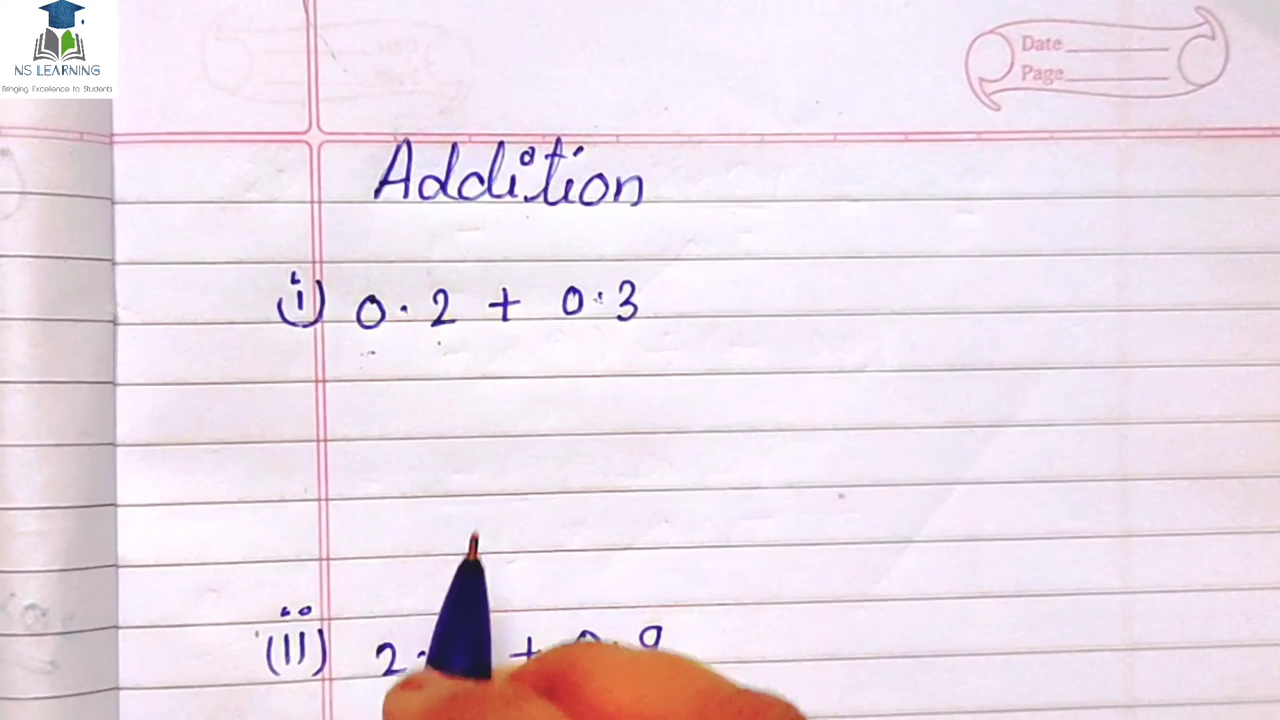 NS LEARNING
Bringing Excellence to Students
Date
Page
Addition
i) 0.2 + 0.3
(ii) 2. +